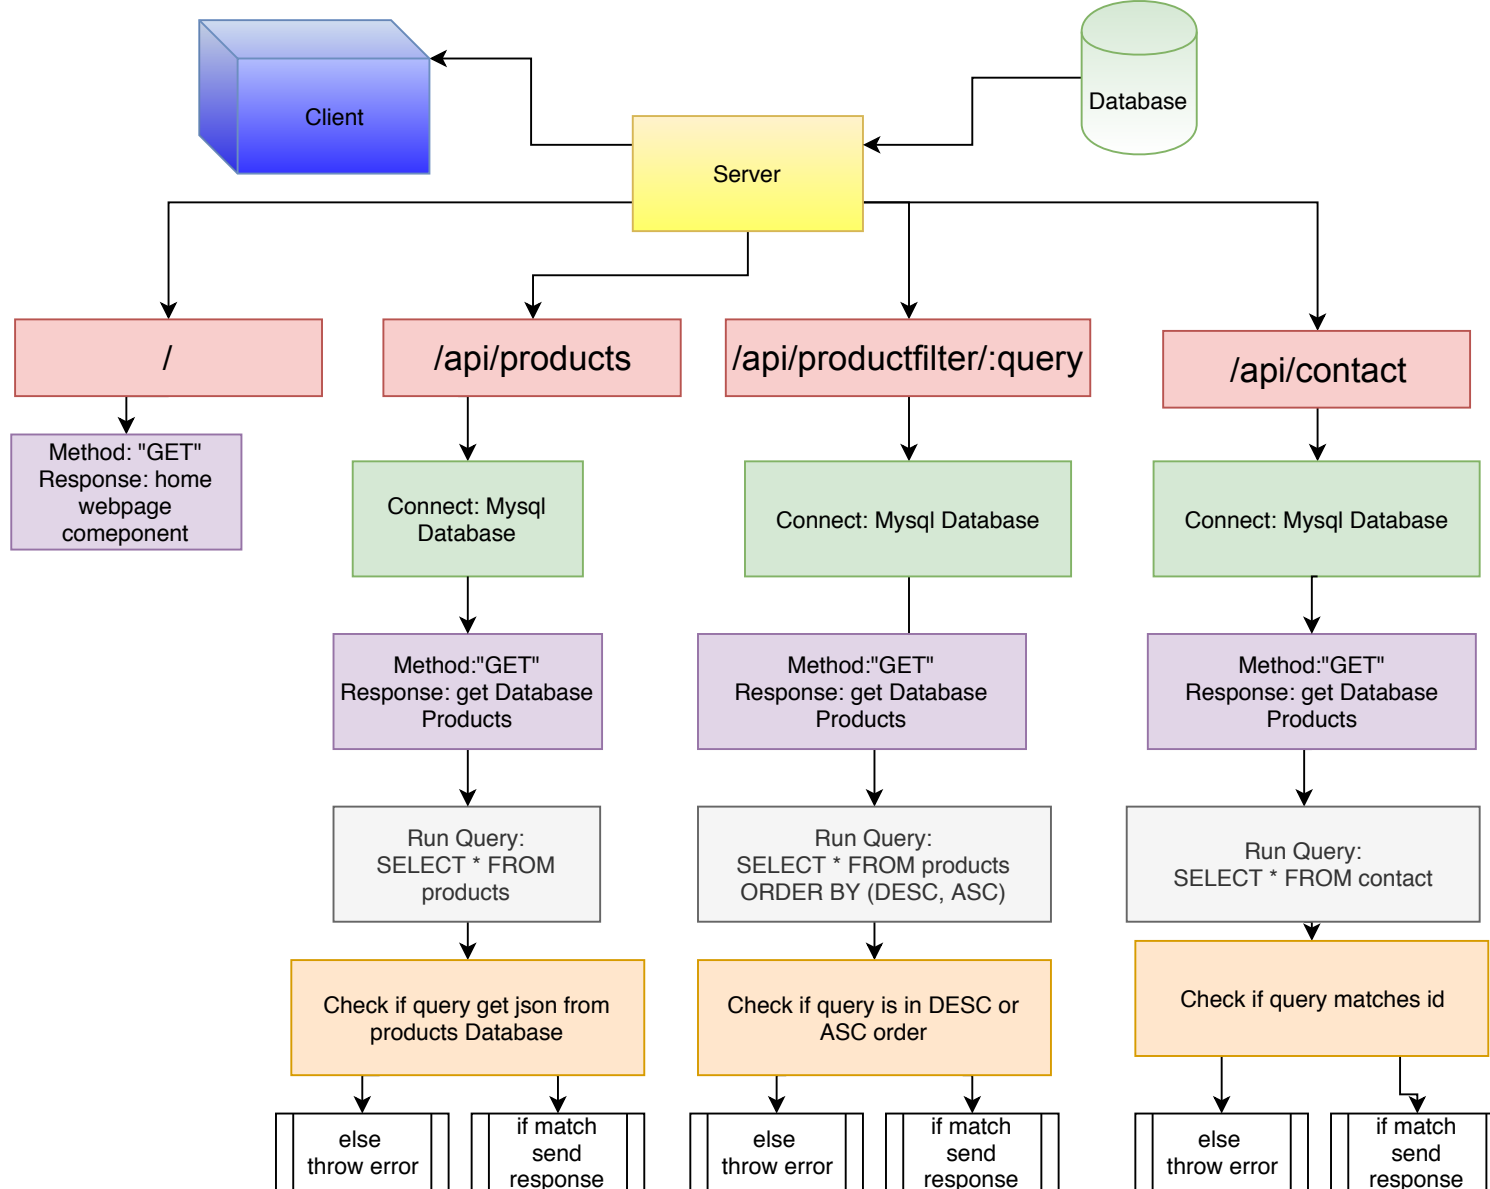 Client
Database
Server
/
/api/products
/api/productfilter/:query
/api/contact
Method: "GET"
Response: home
webpage
comeponent
Connect: Mysql
Database
Connect: Mysql Database
Connect: Mysql Database
Method:"GET"
Response: get Database
Products
Method:"GET"
Response: get Database
Products
Method:"GET"
Response: get Database
Products
Run Query:
SELECT * FROM
products
Run Query:
SELECT * FROM products
ORDER BY (DESC, ASC)
Run Query:
SELECT * FROM contact
Check if query get json from
products Database
Check if query is in DESC or
ASC order
Check if query matches id
else
throw error
if match
send
response
else
throw error
if match
send
response
else
throw error
if match
send
response